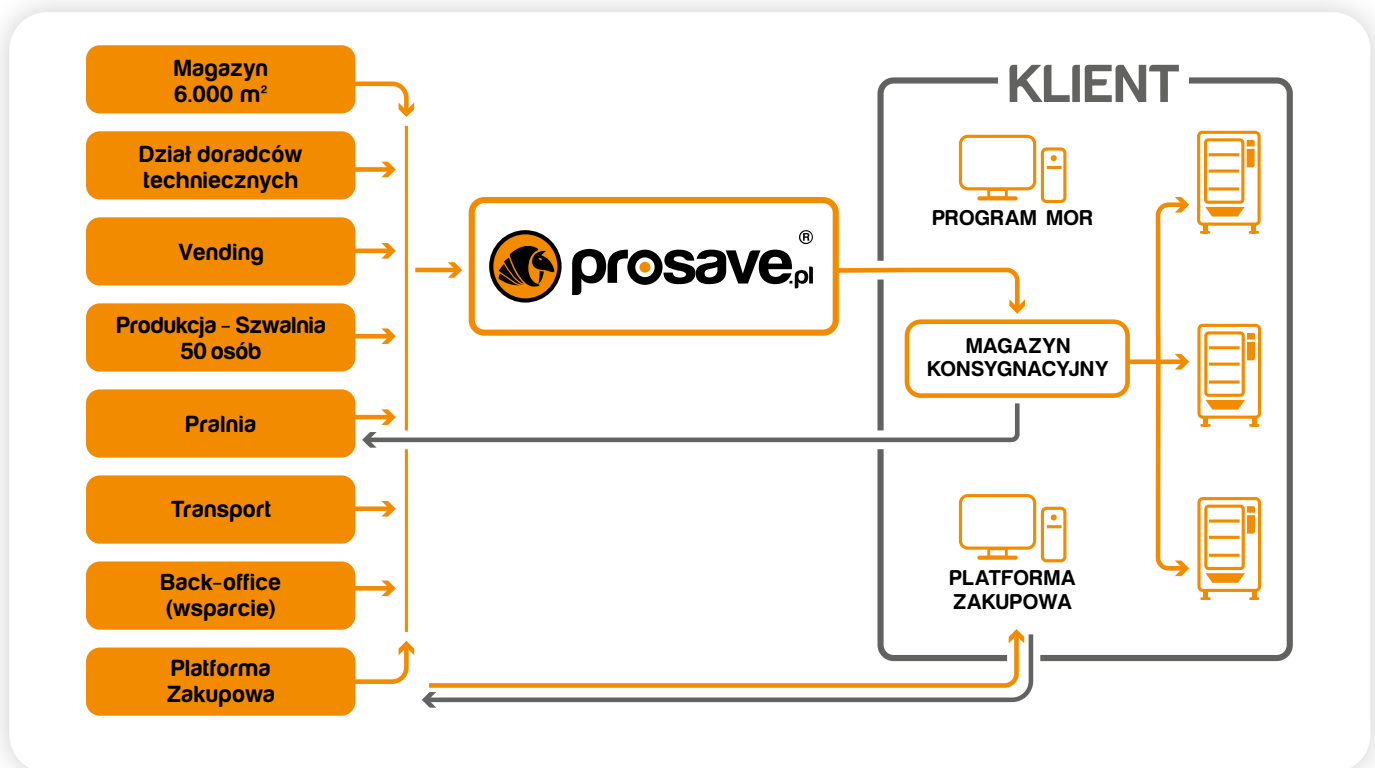 Magazyn
6.000 m²
Dział doradców
techniecznych
Vending
Produkcja - Szwalnia
50 osób
Pralnia
Transport
Back-office
(wsparcie)
Platforma
Zakupowa
prosave.pl®
KLIENT
PROGRAM MOR
MAGAZYN
KONSYGNACYJNY
PLATFORMA
ZAKUPOWA